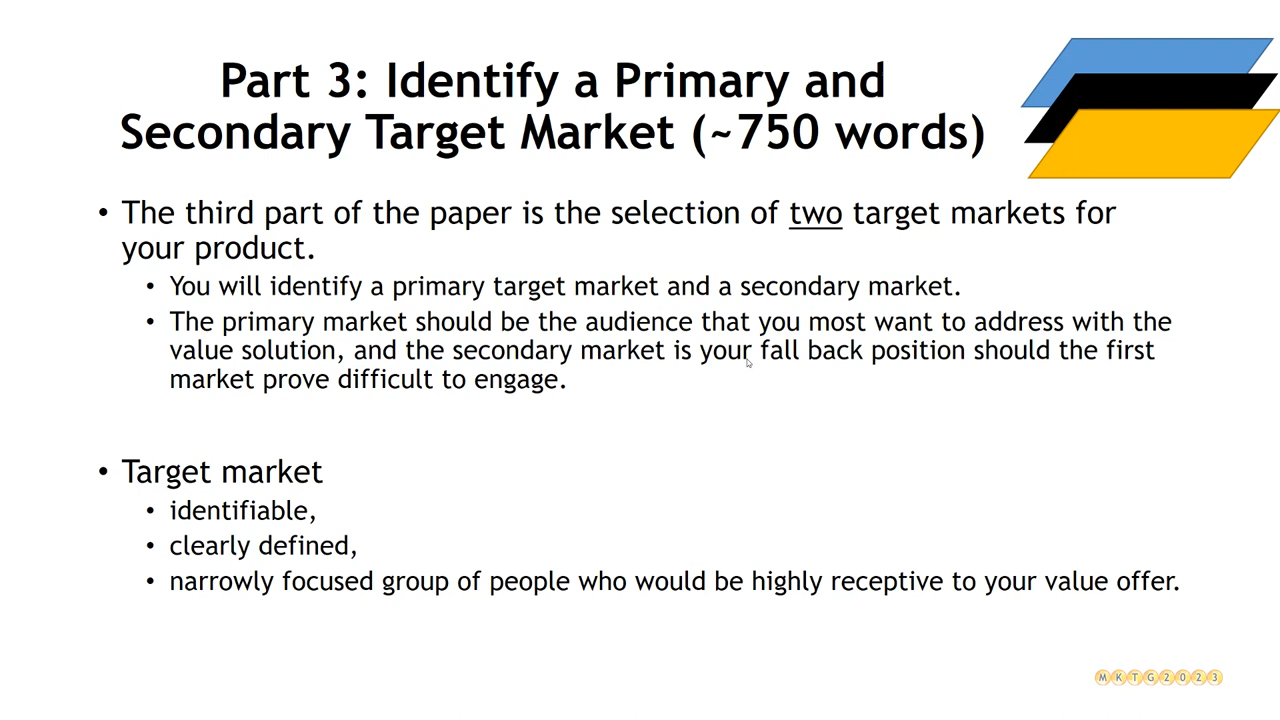 Part 3: Identify a Primary and
Secondary Target Market (~750 words)
• The third part of the paper is the selection of two target markets for
your product.
• You will identify a primary target market and a secondary market.
• The primary market should be the audience that you most want to address with the
value solution, and the secondary market is your fall back position should the first
market prove difficult to engage.
• Target market
• identifiable,
• clearly defined,
• narrowly focused group of people who would be highly receptive to your value offer.
MKTG2023